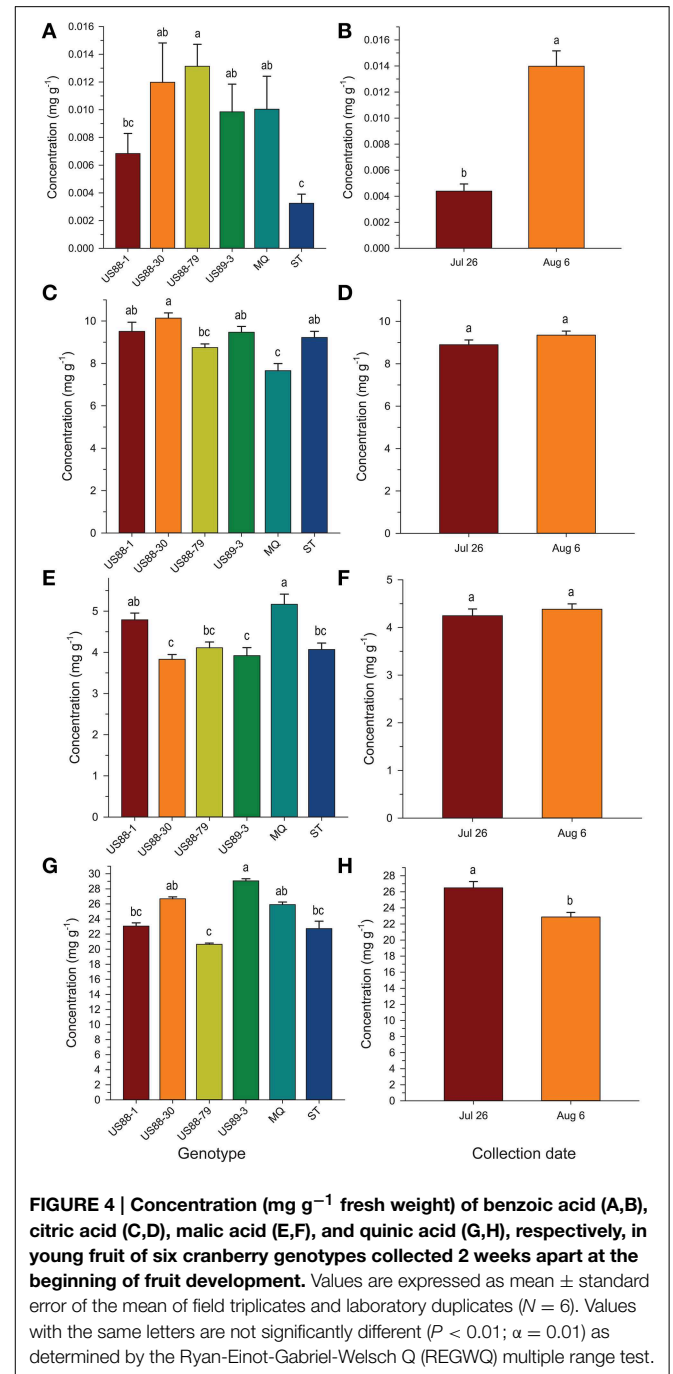 A
Concentration (mg g-1)
0.016
0.014
0.012
0.010
0.008
0.006
0.004
0.002
0.000
bc
ab
a
ab
ab
c
US88-1
US88-30
US88-79
US89-3
MQ
ST
B
Concentration (mg g-1)
0.016
0.014
0.012
0.010
0.008
0.006
0.004
0.002
0.000
b
a
Jul 26
Aug 6
C
Concentration (mg g-1)
10
8
6
4
2
0
ab
a
bc
ab
c
ab
US88-1
US88-30
US88-79
US89-3
MQ
ST
D
Concentration (mg g-1)
10
8
6
4
2
0
a
a
Jul 26
Aug 6
E
Concentration (mg g-1)
5
4
3
2
1
0
ab
c
bc
c
a
bc
US88-1
US88-30
US88-79
US89-3
MQ
ST
F
Concentration (mg g-1)
5
4
3
2
1
0
a
a
Jul 26
Aug 6
G
Concentration (mg g-1)
30
28
26
24
22
20
18
16
14
12
10
8
6
4
2
0
bc
ab
c
a
ab
bc
US88-1
US88-30
US88-79
US89-3
MQ
ST
Genotype
H
Concentration (mg g-1)
28
26
24
22
20
18
16
14
12
10
8
6
4
2
0
a
b
Jul 26
Aug 6
Collection date
FIGURE 4 | Concentration (mg g−1 fresh weight) of benzoic acid (A,B),
citric acid (C,D), malic acid (E,F), and quinic acid (G,H), respectively, in
young fruit of six cranberry genotypes collected 2 weeks apart at the
beginning of fruit development. Values are expressed as mean ± standard
error of the mean of field triplicates and laboratory duplicates (N = 6). Values
with the same letters are not significantly different (P < 0.01; α = 0.01) as
determined by the Ryan-Einot-Gabriel-Welsch Q (REGWQ) multiple range test.